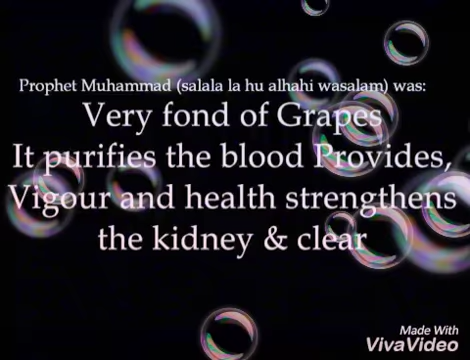 Prophet Muhammad (salala la hu alhahi wasalam) was:
Very fond of Grapes
It purifies the blood Provides,
Vigour and health strengthens
the kidney & clear
Made With
VivaVideo